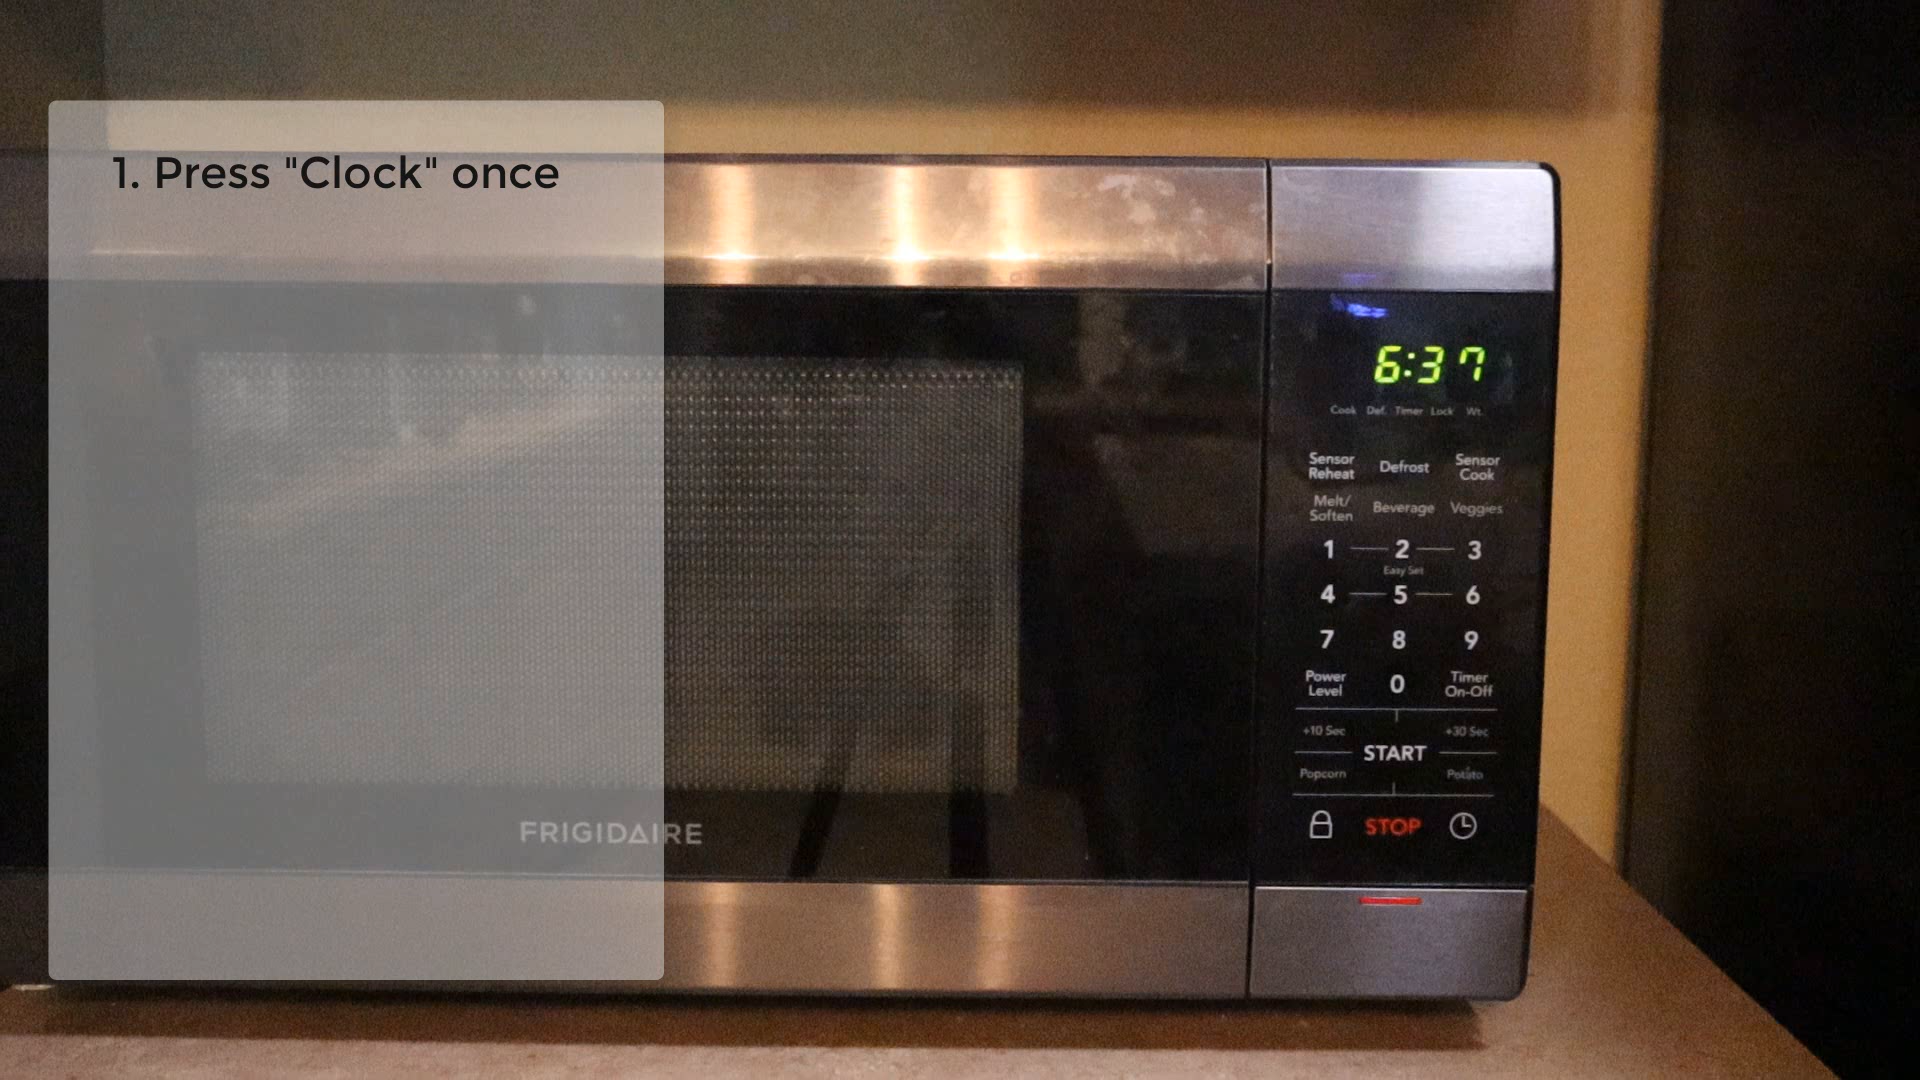 1. Press "Clock" once
6:37
Cook Def. Timer Lock Wt.
Sensor Reheat
Defrost
Sensor Cook
Melt/ Soften
Beverage
Veggies
1 2 3
Easy Set
4 5 6
7 8 9
Power Level
0
Timer On-Off
+10 Sec +30 Sec
START
Popcorn Potato
STOP
FRIGIDAIRE